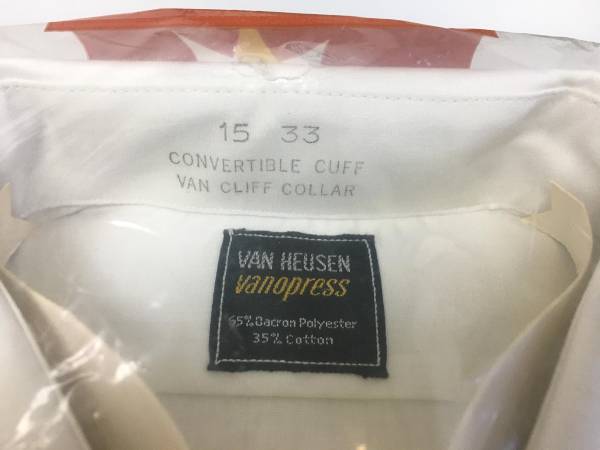 15 33
CONVERTIBLE CUFF
VAN CLIFF COLLAR
VAN HEUSEN
vanopress
65% Dacron Polyester
35% Cotton